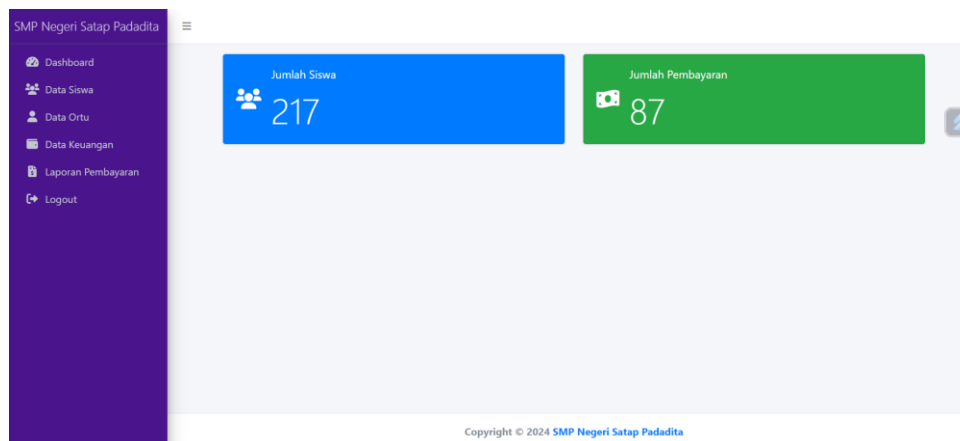 SMP Negeri Satap Padadita
Dashboard
Data Siswa
Data Ortu
Data Keuangan
Laporan Pembayaran
Logout
Jumlah Siswa
217
Jumlah Pembayaran
87
Copyright © 2024 SMP Negeri Satap Padadita